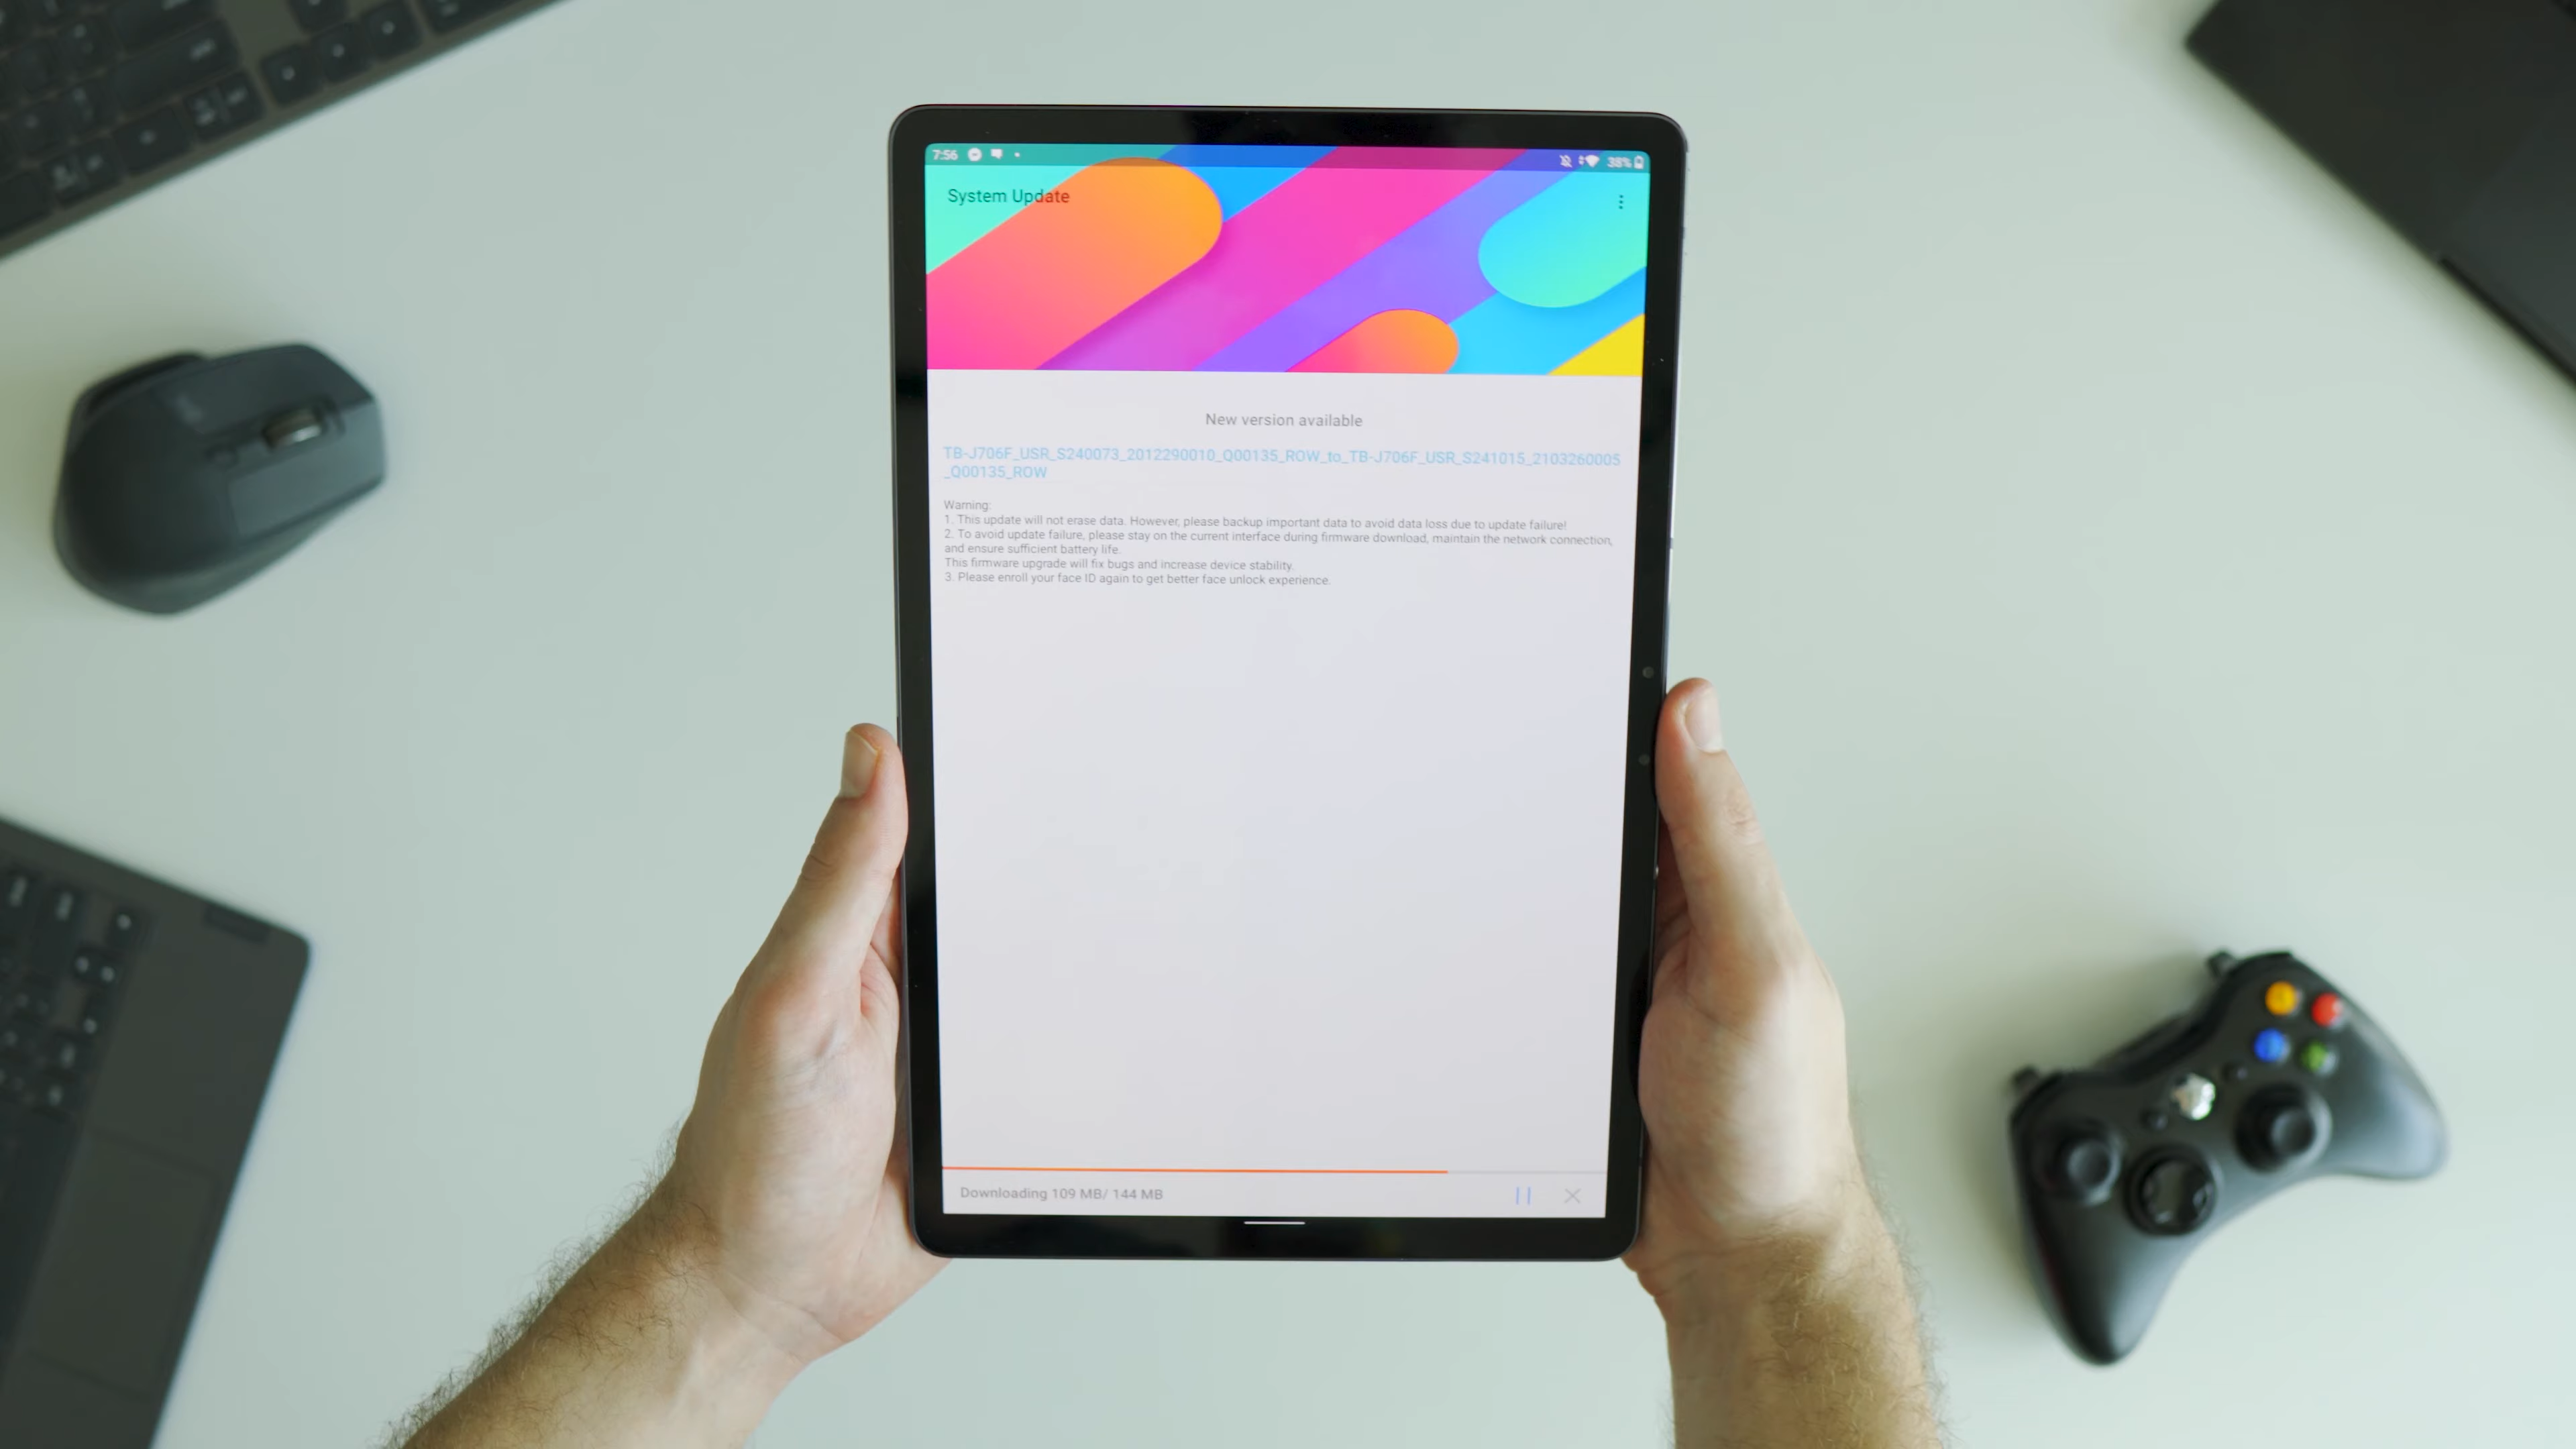 7:56 38%
System Update
New version available
TB-J706F_USR_S240073_2012290010_Q00135_ROW_to_TB-J706F_USR_S241015_2103260005
_Q00135_ROW
Warning:
1. This update will not erase data. However, please backup important data to avoid data loss due to update failure!
2. To avoid update failure, please stay on the current interface during firmware download, maintain the network connection,
and ensure sufficient battery life.
This firmware upgrade will fix bugs and increase device stability.
3. Please enroll your face ID again to get better face unlock experience.
Downloading 109 MB/ 144 MB